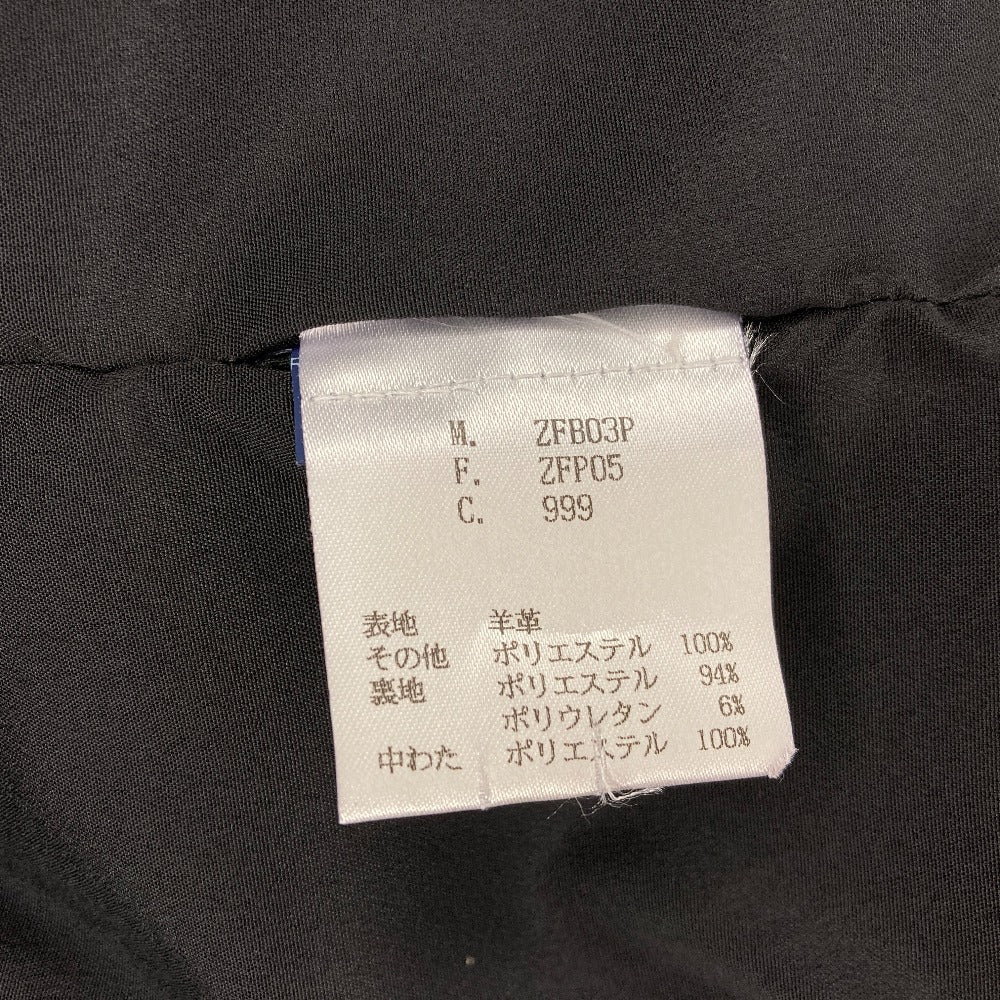 M. ZFB03P
F. ZFP05
C. 999
表地 羊革
その他 ポリエステル 100%
裏地 ポリエステル 94%
ポリウレタン 6%
中わた ポリエステル 100%